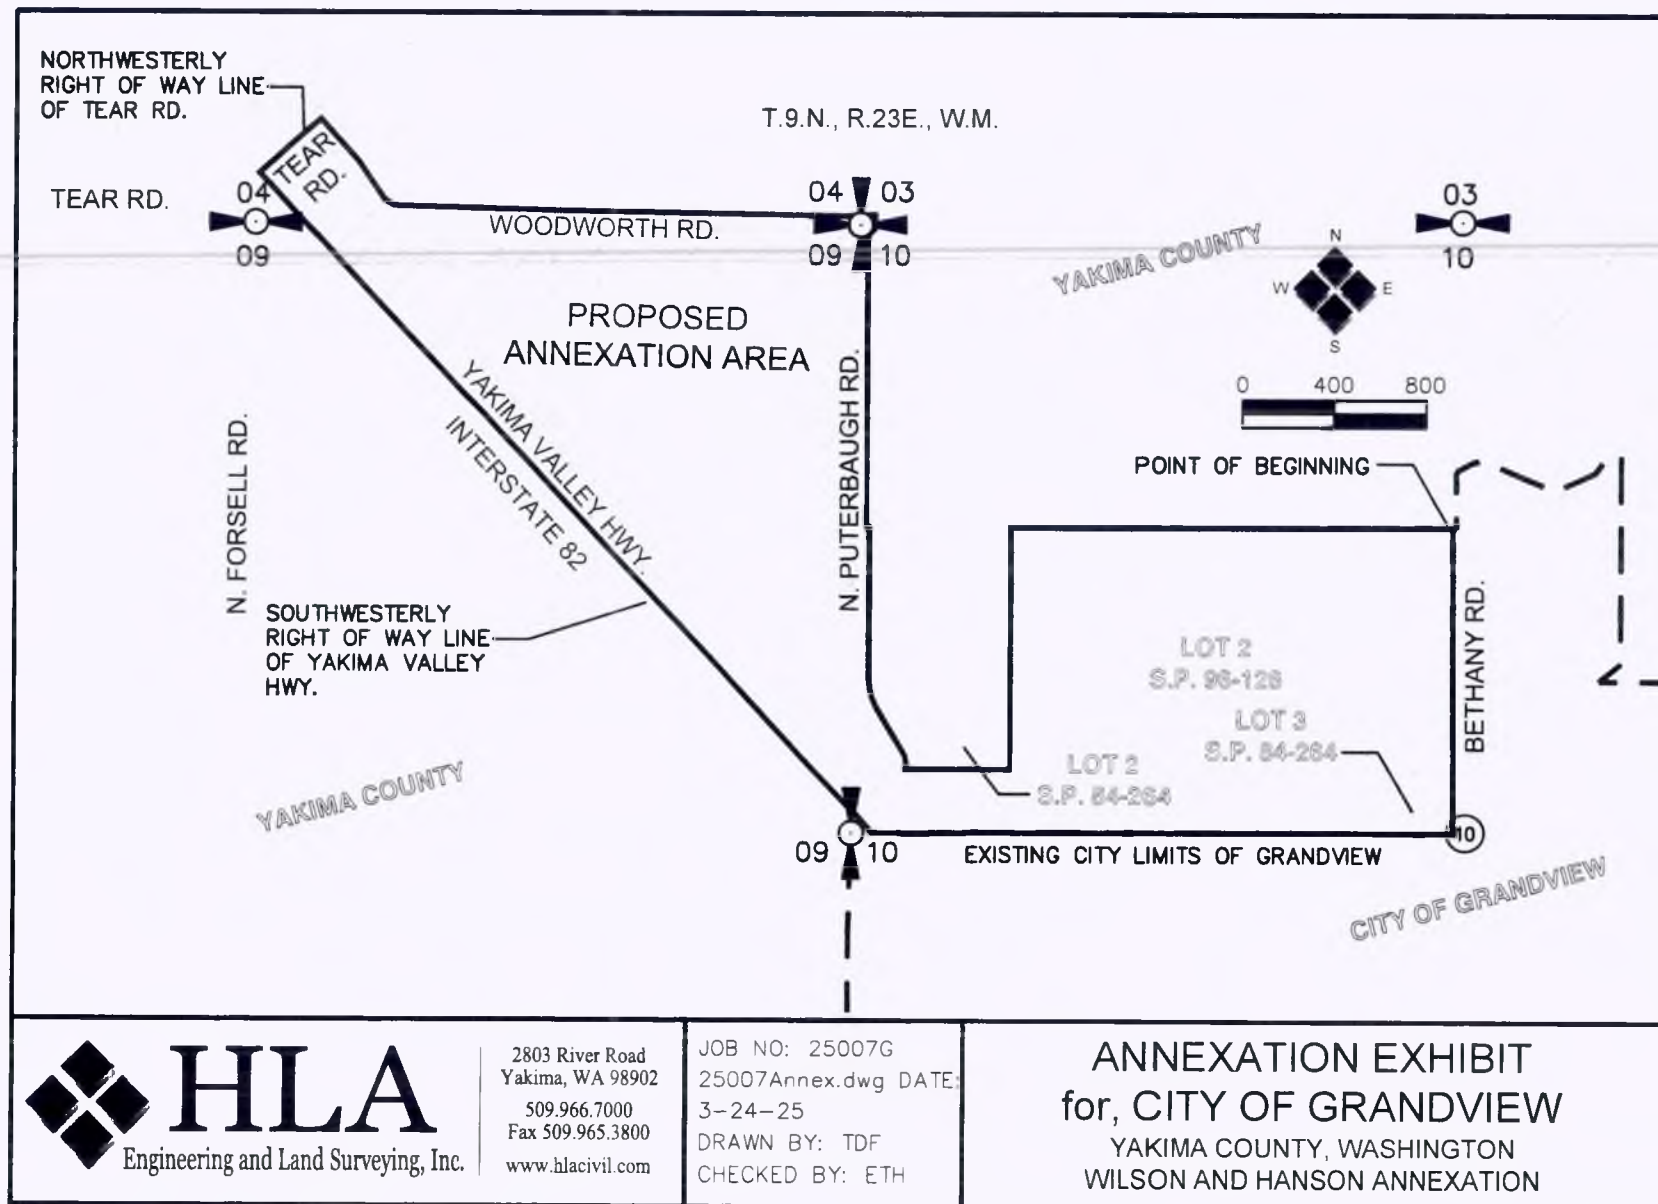 NORTHWESTERLY
RIGHT OF WAY LINE
OF TEAR RD.
T.9.N., R.23E., W.M.
TEAR RD.
TEAR
RD.
04
09
WOODWORTH RD.
04 03
09 10
03
10
YAKIMA COUNTY
N
W E
S
PROPOSED
ANNEXATION AREA
0 400 800
N. FORSELL RD.
YAKIMA VALLEY HWY.
INTERSTATE 82
N. PUTERBAUGH RD.
POINT OF BEGINNING
SOUTHWESTERLY
RIGHT OF WAY LINE
OF YAKIMA VALLEY
HWY.
BETHANY RD.
LOT 2
S.P. 96-126
LOT 3
S.P. 84-264
LOT 2
S.P. 84-264
YAKIMA COUNTY
09 10
EXISTING CITY LIMITS OF GRANDVIEW
10
CITY OF GRANDVIEW
HLA
Engineering and Land Surveying, Inc.
2803 River Road
Yakima, WA 98902
509.966.7000
Fax 509.965.3800
www.hlacivil.com
JOB NO: 25007G
25007Annex.dwg DATE:
3-24-25
DRAWN BY: TDF
CHECKED BY: ETH
ANNEXATION EXHIBIT
for, CITY OF GRANDVIEW
YAKIMA COUNTY, WASHINGTON
WILSON AND HANSON ANNEXATION